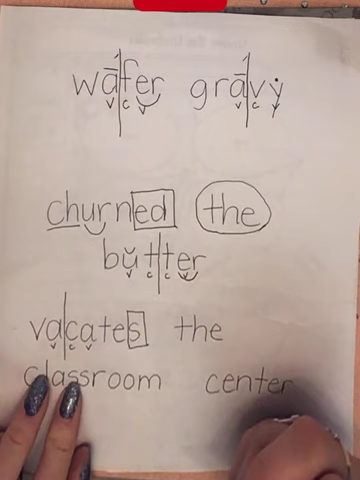 wafer gravy
churned the
butter
vacates the
classroom center